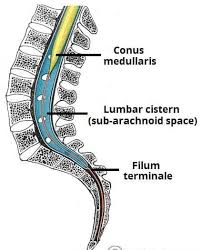 Conus
medullaris
Lumbar cistern
(sub-arachnoid space)
Filum
terminale